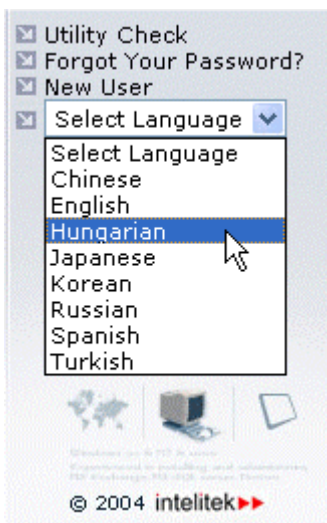 Utility Check
Forgot Your Password?
New User
Select Language
Select Language
Chinese
English
Hungarian
Japanese
Korean
Russian
Spanish
Turkish
© 2004 intelitek